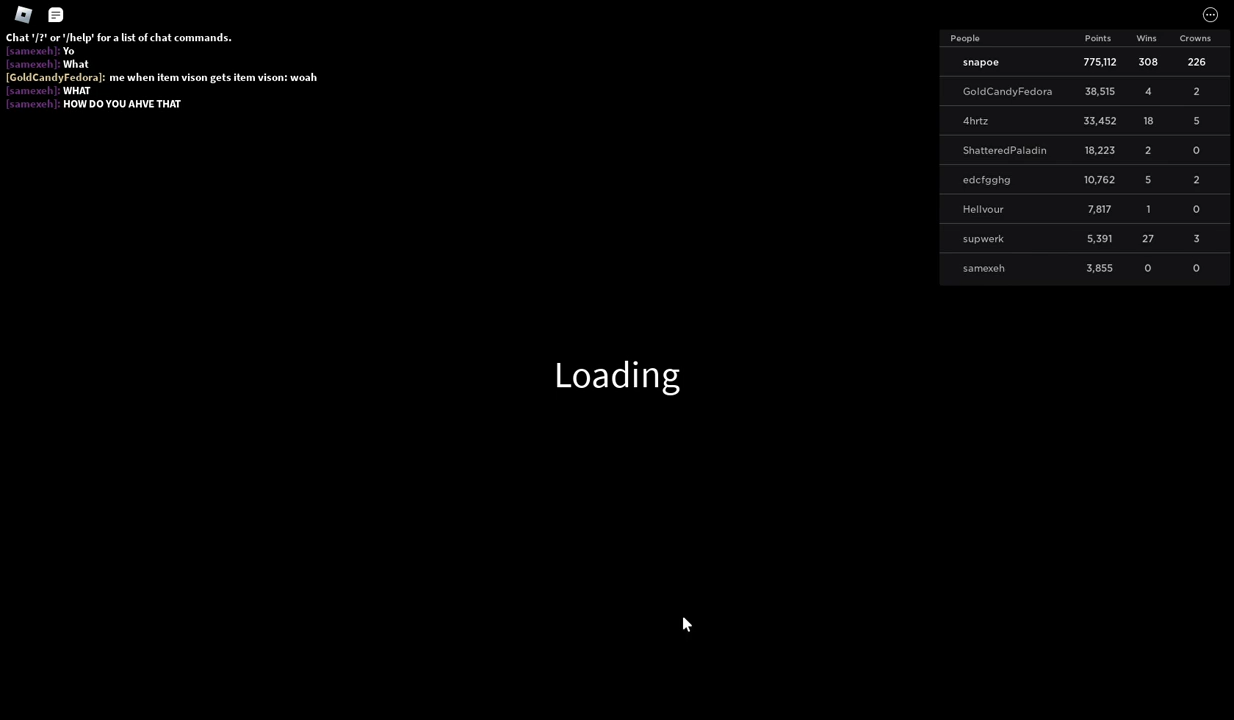 Chat '/?' or '/help' for a list of chat commands.
[samexeh]: Yo
[samexeh]: What
[GoldCandyFedora]: me when item vison gets item vison: woah
[samexeh]: WHAT
[samexeh]: HOW DO YOU AHVE THAT
People Points Wins Crowns
snapoe 775,112 308 226
GoldCandyFedora 38,515 4 2
4hrtz 33,452 18 5
ShatteredPaladin 18,223 2 0
edcfgghg 10,762 5 2
Hellvour 7,817 1 0
supwerk 5,391 27 3
samexeh 3,855 0 0
Loading